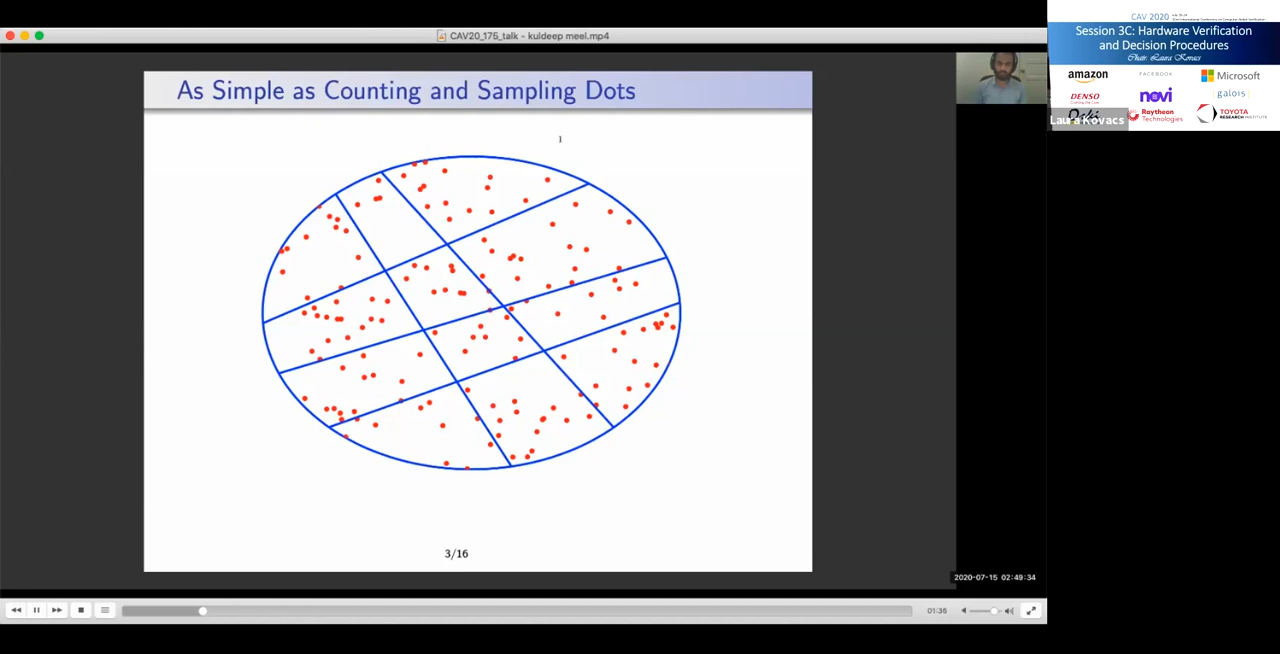 CAV20_175_talk - kuldeep meel.mp4
As Simple as Counting and Sampling Dots
3/16
2020-07-15 02:49:34
01:36
CAV 2020
Session 3C: Hardware Verification
and Decision Procedures
Chair: Laura Kovacs
amazon
FACEBOOK
Microsoft
DENSO
novi
galois
Raytheon
Technologies
TOYOTA
RESEARCH INSTITUTE
Laura Kovacs